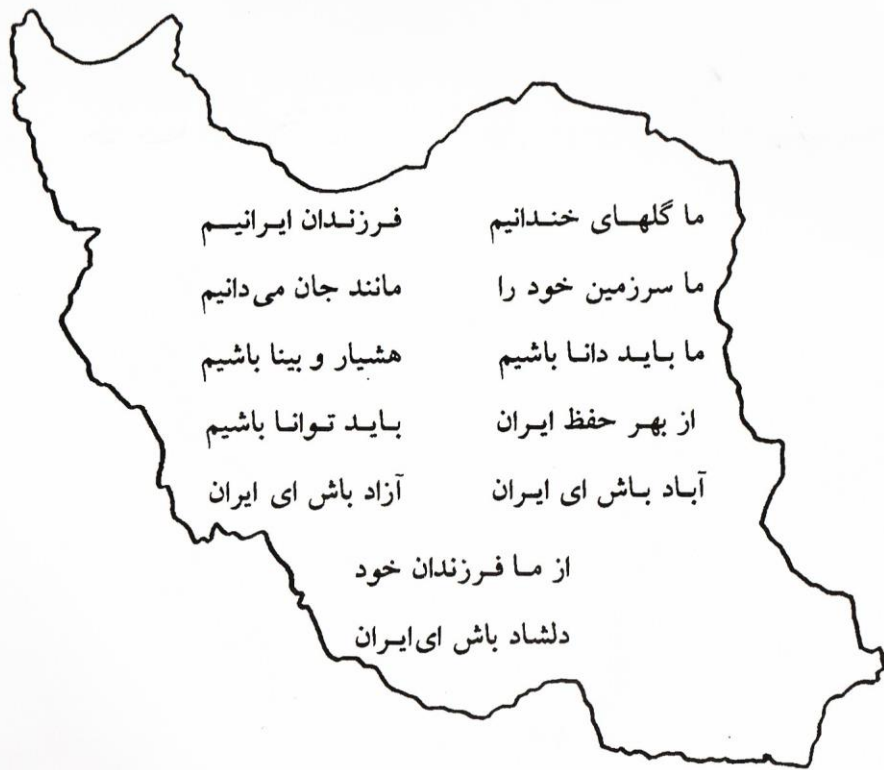 ما گلهای خندانیم فرزندان ایرانیم
ما سرزمین خود را مانند جان می‌دانیم
ما باید دانا باشیم هشیار و بینا باشیم
از بهر حفظ ایران باید توانا باشیم
آباد باش ای ایران آزاد باش ای ایران
از ما فرزندان خود
دلشاد باش ای ایران